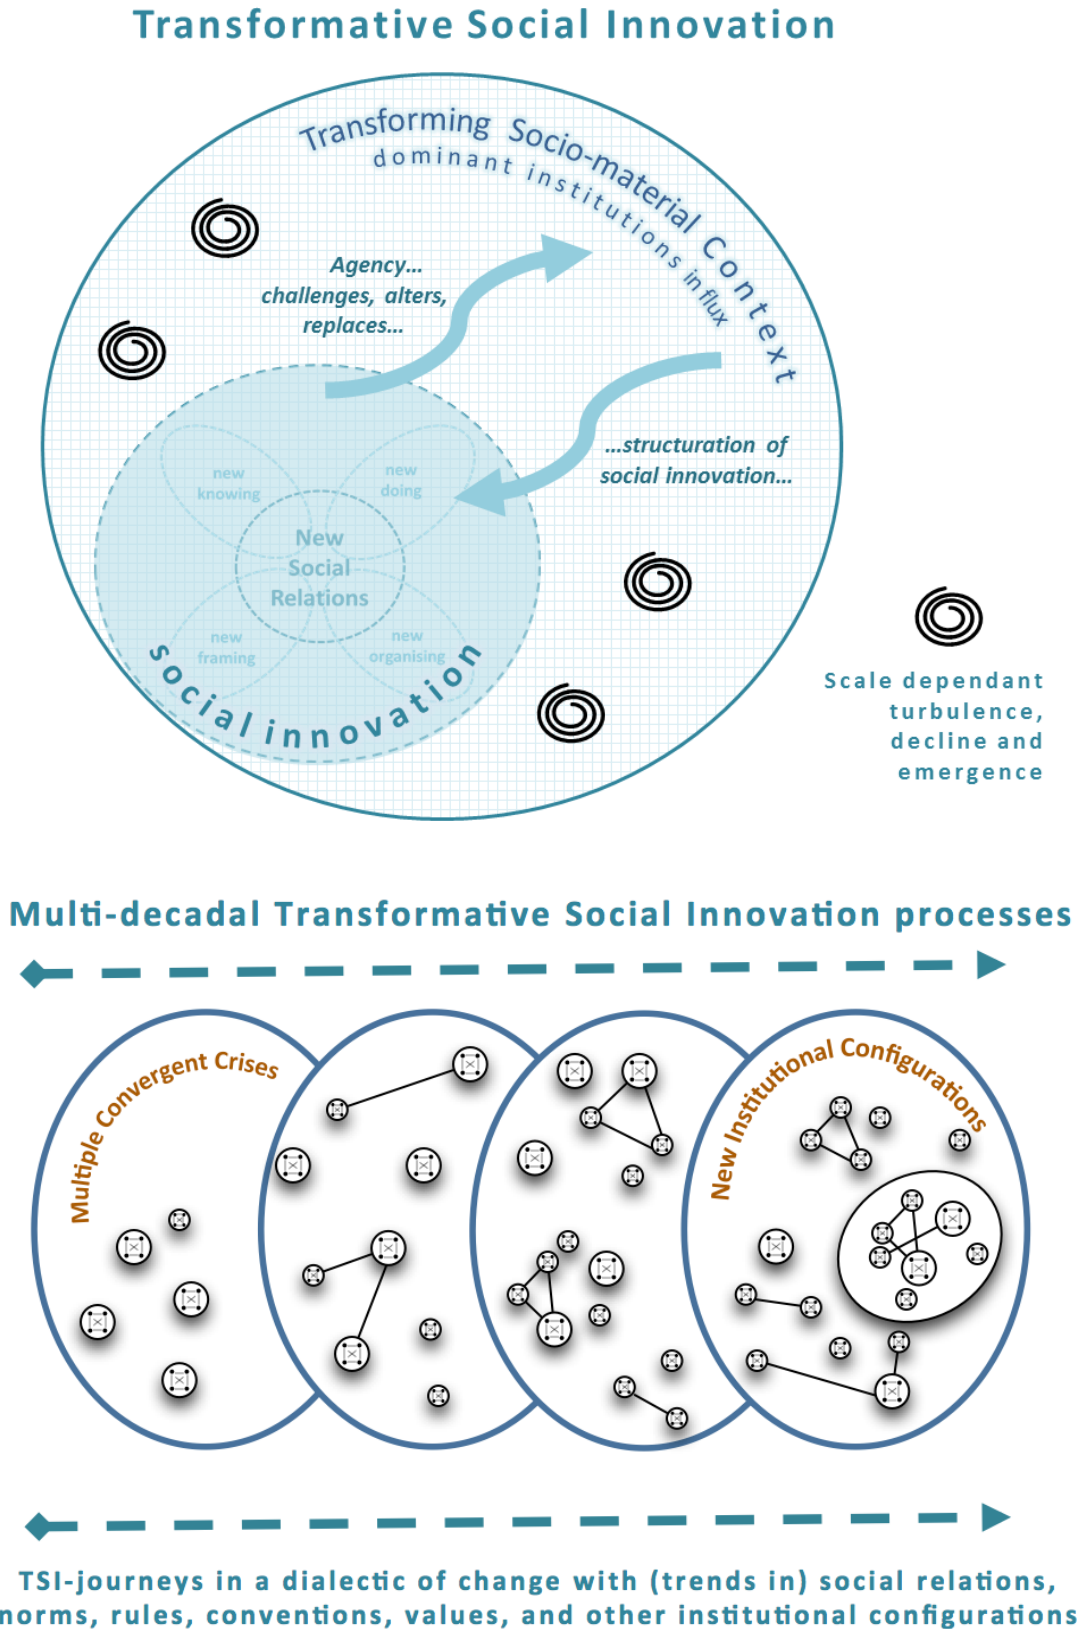 Transformative Social Innovation
Transforming Socio-material Context
dominant institutions in flux
Agency...
challenges, alters,
replaces...
...structuration of
social innovation...
new
knowing
new
doing
New
Social
Relations
new
framing
new
organising
social innovation
Scale dependant
turbulence,
decline and
emergence
Multi-decadal Transformative Social Innovation processes
Multiple Convergent Crises
New Institutional Configurations
TSI-journeys in a dialectic of change with (trends in) social relations,
norms, rules, conventions, values, and other institutional configurations